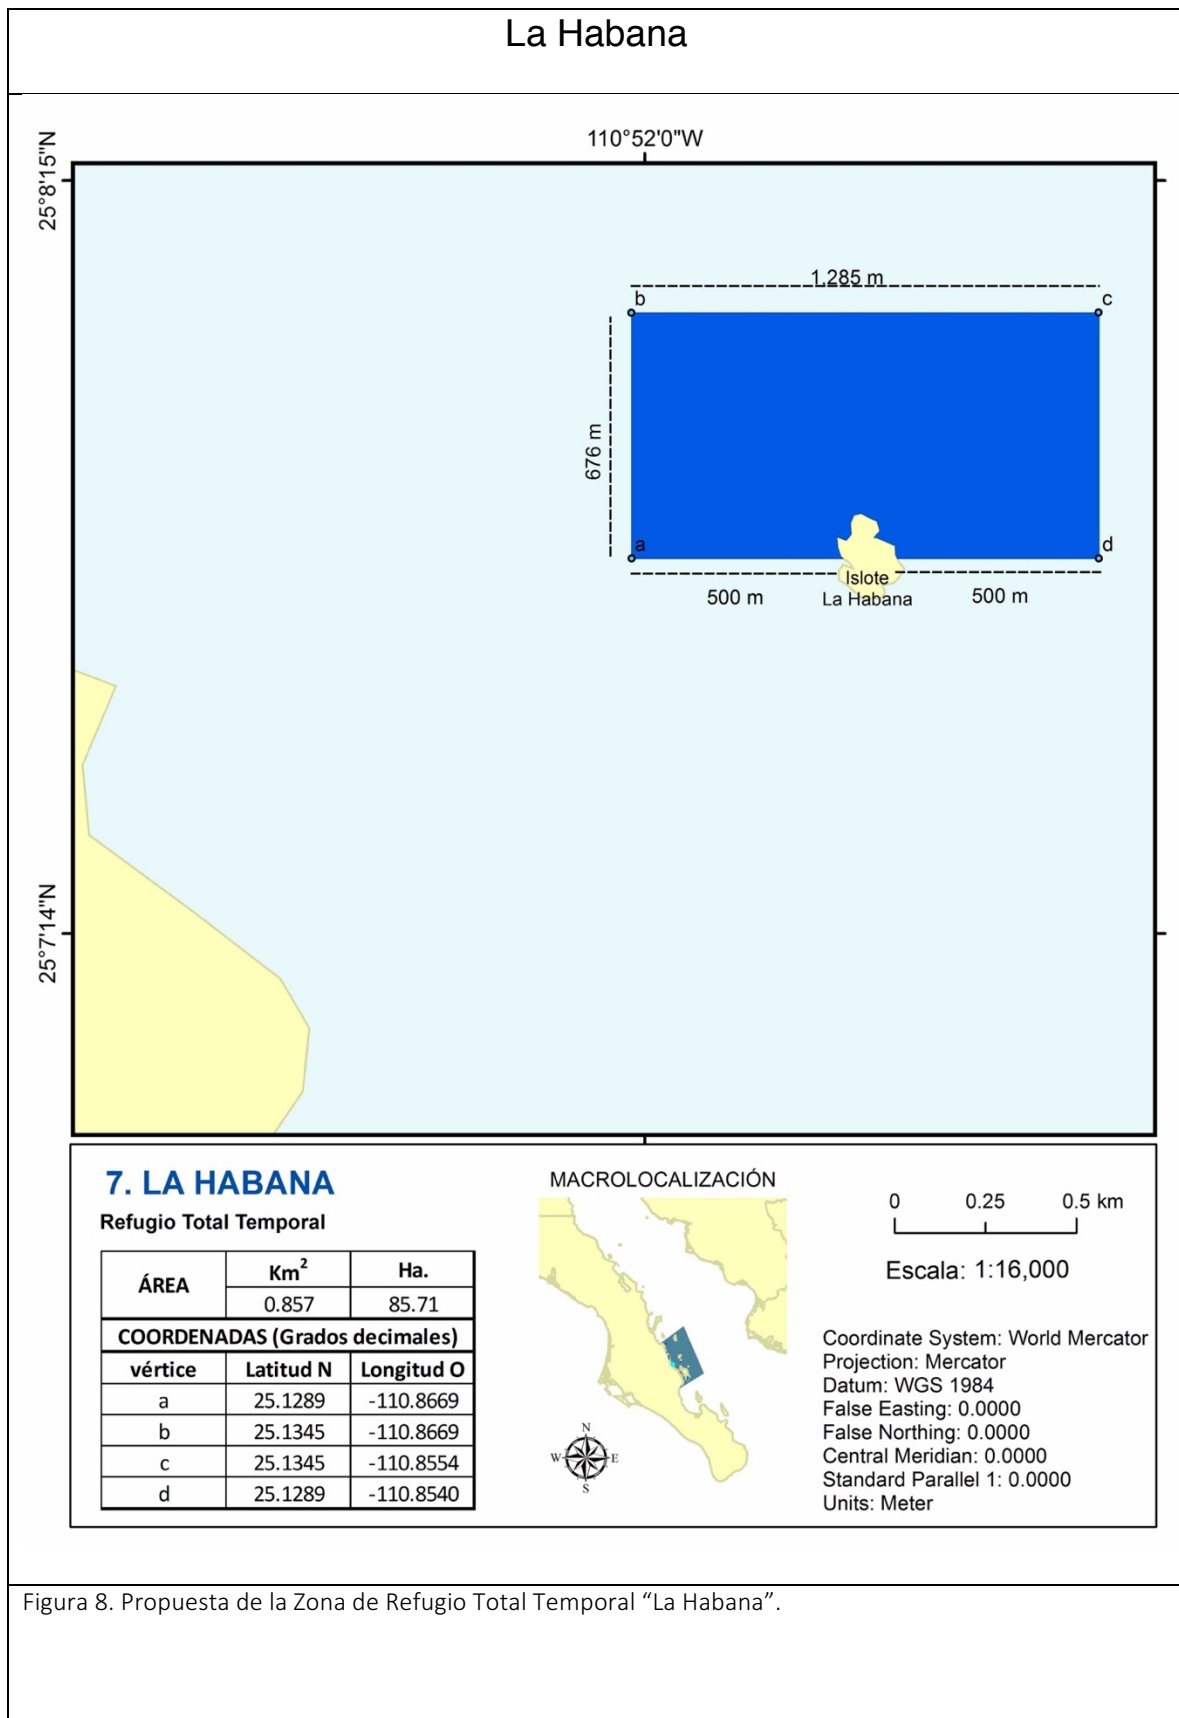 La Habana
110°52'0"W
25°8'15"N
1,285 m
b
c
676 m
a
d
Islote
La Habana
500 m
500 m
25°7'14"N
7. LA HABANA
Refugio Total Temporal
ÁREA
Km2
Ha.
0.857
85.71
COORDENADAS (Grados decimales)
vértice Latitud N Longitud O
a 25.1289 -110.8669
b 25.1345 -110.8669
c 25.1345 -110.8554
d 25.1289 -110.8540
MACROLOCALIZACIÓN
N
W E
S
0 0.25 0.5 km
Escala: 1:16,000
Coordinate System: World Mercator
Projection: Mercator
Datum: WGS 1984
False Easting: 0.0000
False Northing: 0.0000
Central Meridian: 0.0000
Standard Parallel 1: 0.0000
Units: Meter
Figura 8. Propuesta de la Zona de Refugio Total Temporal “La Habana”.